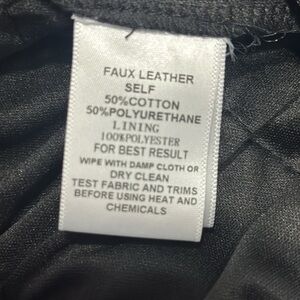 FAUX LEATHER
SELF
50%COTTON
50%POLYURETHANE
LINING
100%POLYESTER
FOR BEST RESULT
WIPE WITH DAMP CLOTH OR
DRY CLEAN
TEST FABRIC AND TRIMS
BEFORE USING HEAT AND
CHEMICALS